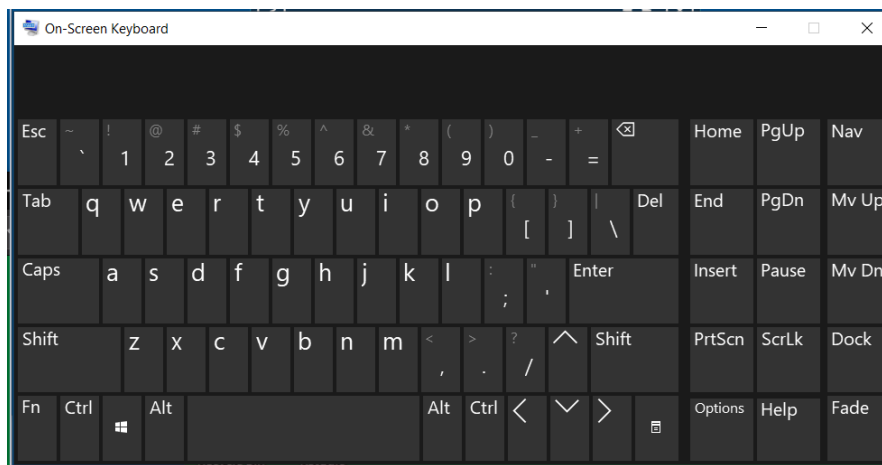 On-Screen Keyboard
Esc ~ ` ! 1 @ 2 # 3 $ 4 % 5 ^ 6 & 7 * 8 ( 9 ) 0 _ - + = Home PgUp Nav
Tab q w e r t y u i o p { [ } ] | \ Del End PgDn Mv Up
Caps a s d f g h j k l : ; " ' Enter Insert Pause Mv Dn
Shift z x c v b n m < , > . ? / Shift PrtScn ScrLk Dock
Fn Ctrl Alt Alt Ctrl Options Help Fade